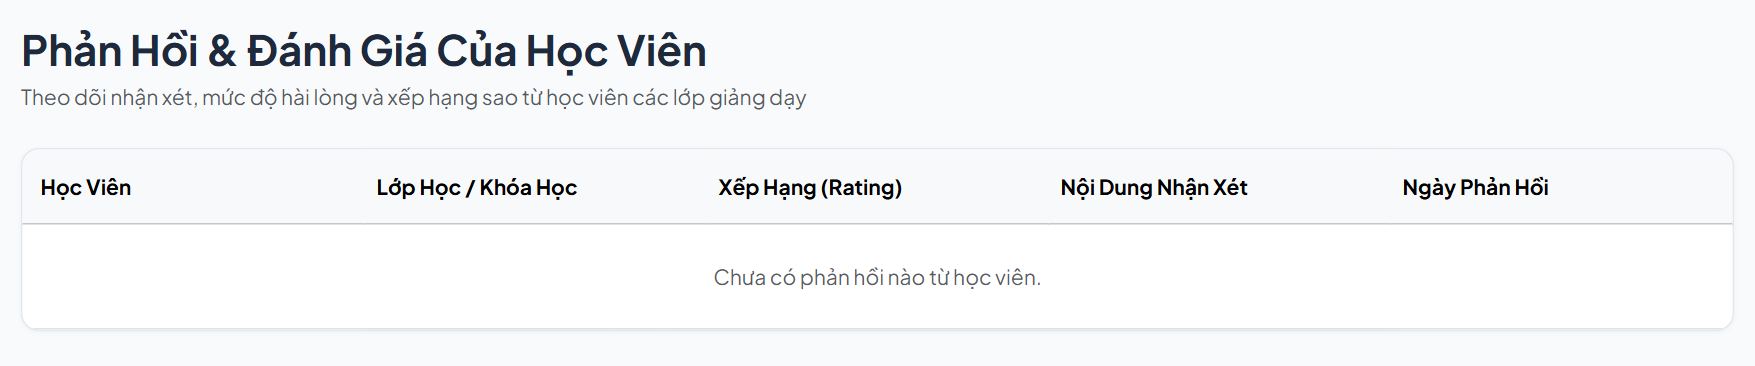 Phản Hồi & Đánh Giá Của Học Viên
Theo dõi nhận xét, mức độ hài lòng và xếp hạng sao từ học viên các lớp giảng dạy
Học Viên
Lớp Học / Khóa Học
Xếp Hạng (Rating)
Nội Dung Nhận Xét
Ngày Phản Hồi
Chưa có phản hồi nào từ học viên.